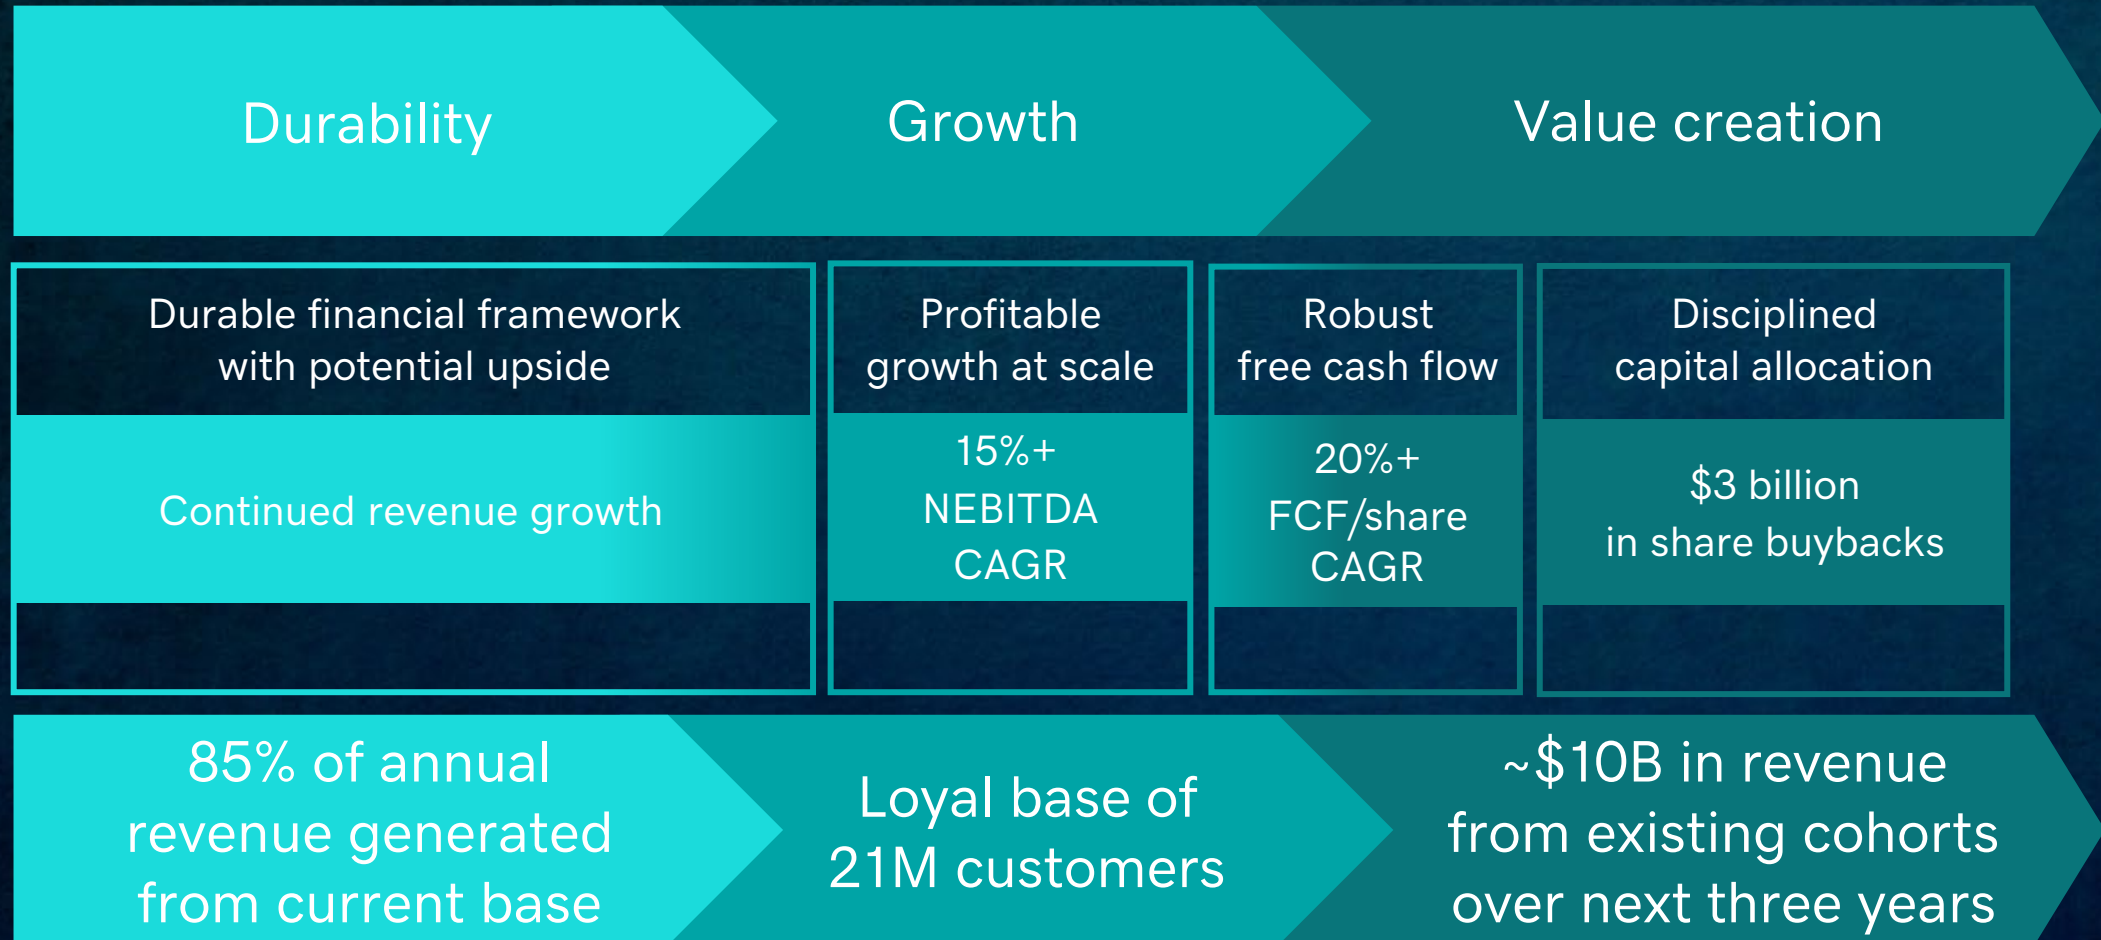 Durability
Growth
Value creation
Durable financial framework
with potential upside
Continued revenue growth
Profitable
growth at scale
15%+
NEBITDA
CAGR
Robust
free cash flow
20%+
FCF/share
CAGR
Disciplined
capital allocation
$3 billion
in share buybacks
85% of annual
revenue generated
from current base
Loyal base of
21M customers
~$10B in revenue
from existing cohorts
over next three years